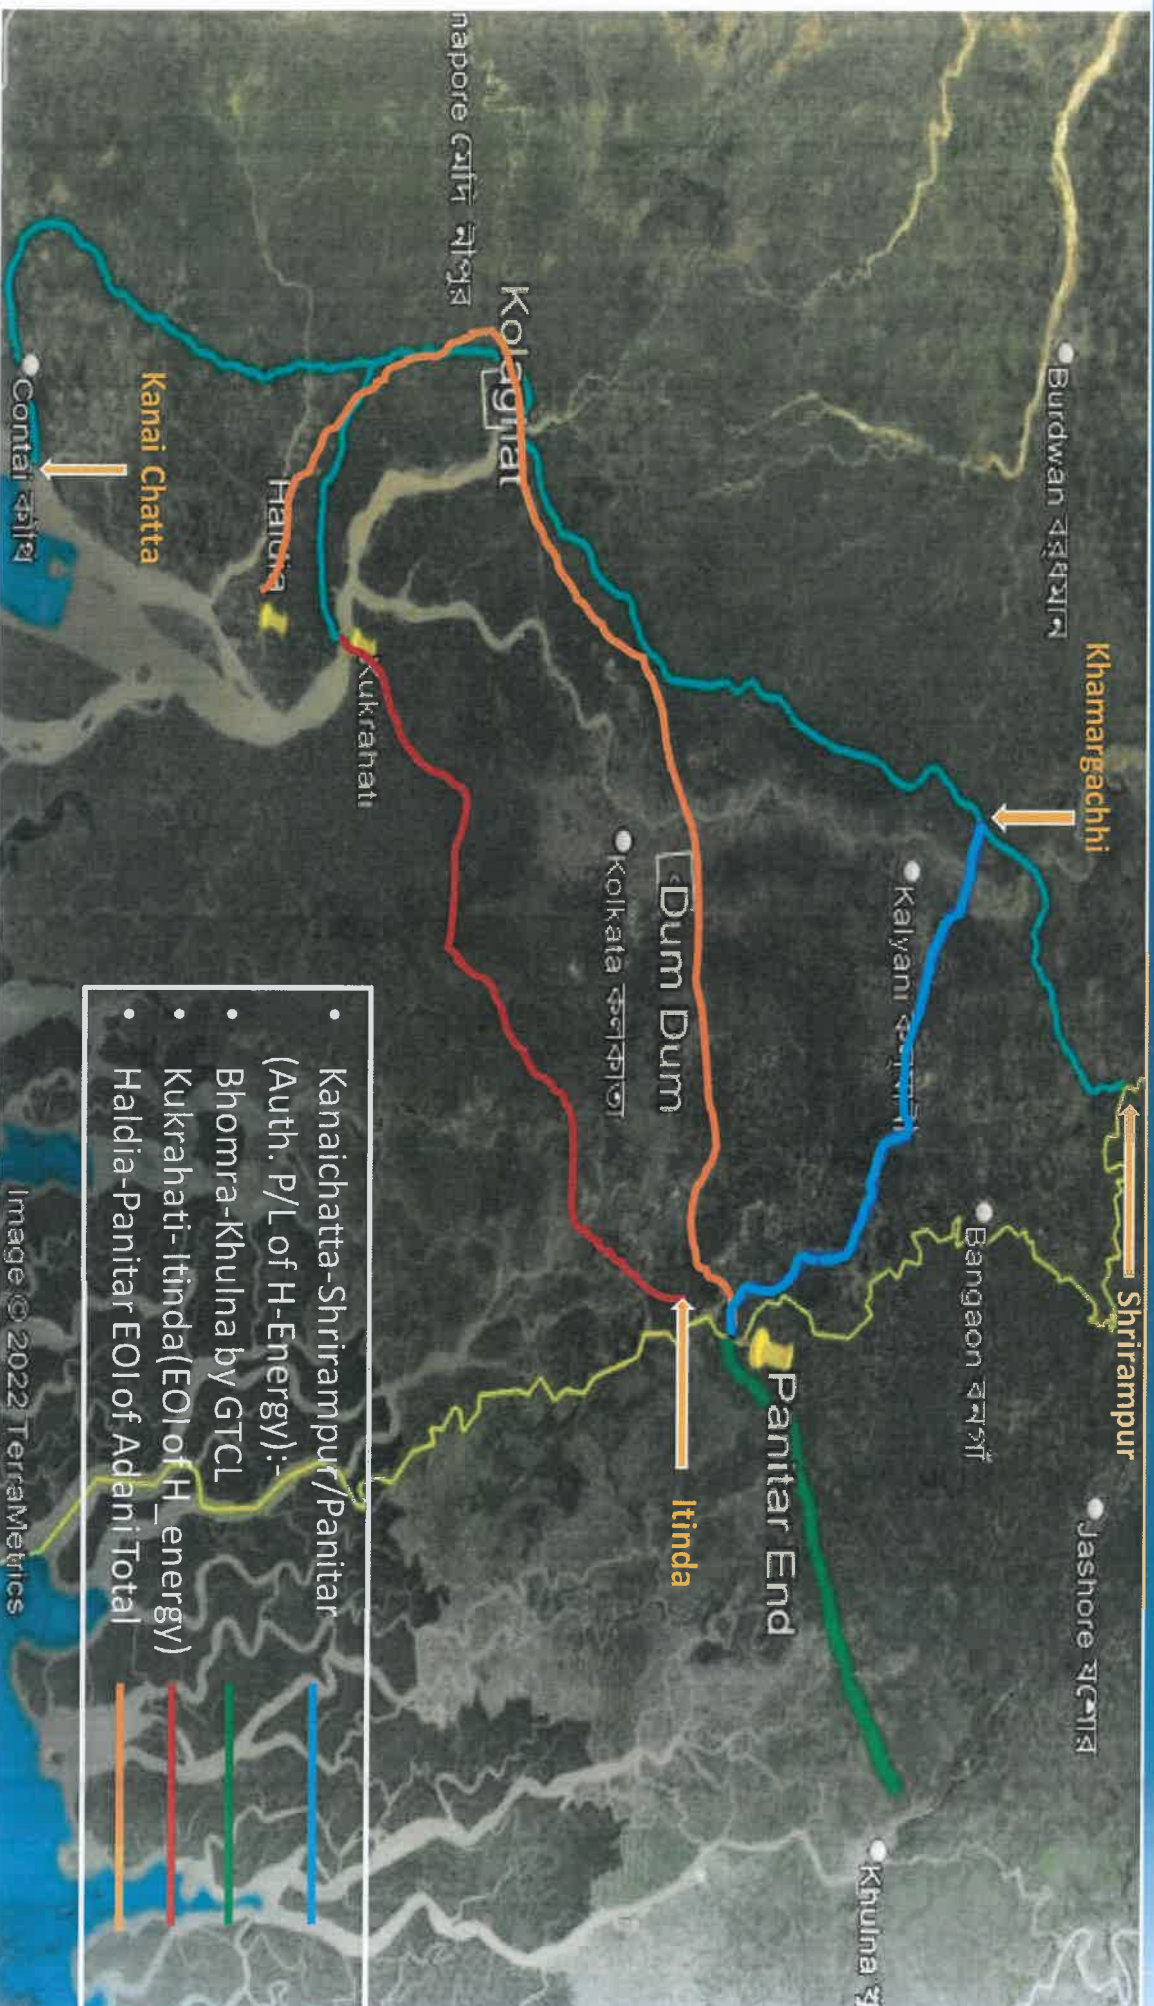 Khamargachhi
Shrirampur
Burdwan বর্ধমান
Jashore যশোর
Bangaon বনগাঁ
Kalyani
Khulna
Panitar End
Dum Dum
Itinda
Kolkata কলকাতা
Kolaghat
napore মেদিনীপুর
Kukrahati
Haldia
Kanai Chatta
Contai কাঁথি
• Kanaichatta-Shrirampur/Panitar
(Auth. P/L of H-Energy):-
• Bhomra-Khulna by GTCL
• Kukrahati-Itinda(EOI of H_energy)
• Haldia-Panitar EOI of Adani Total
Image © 2022 TerraMetrics